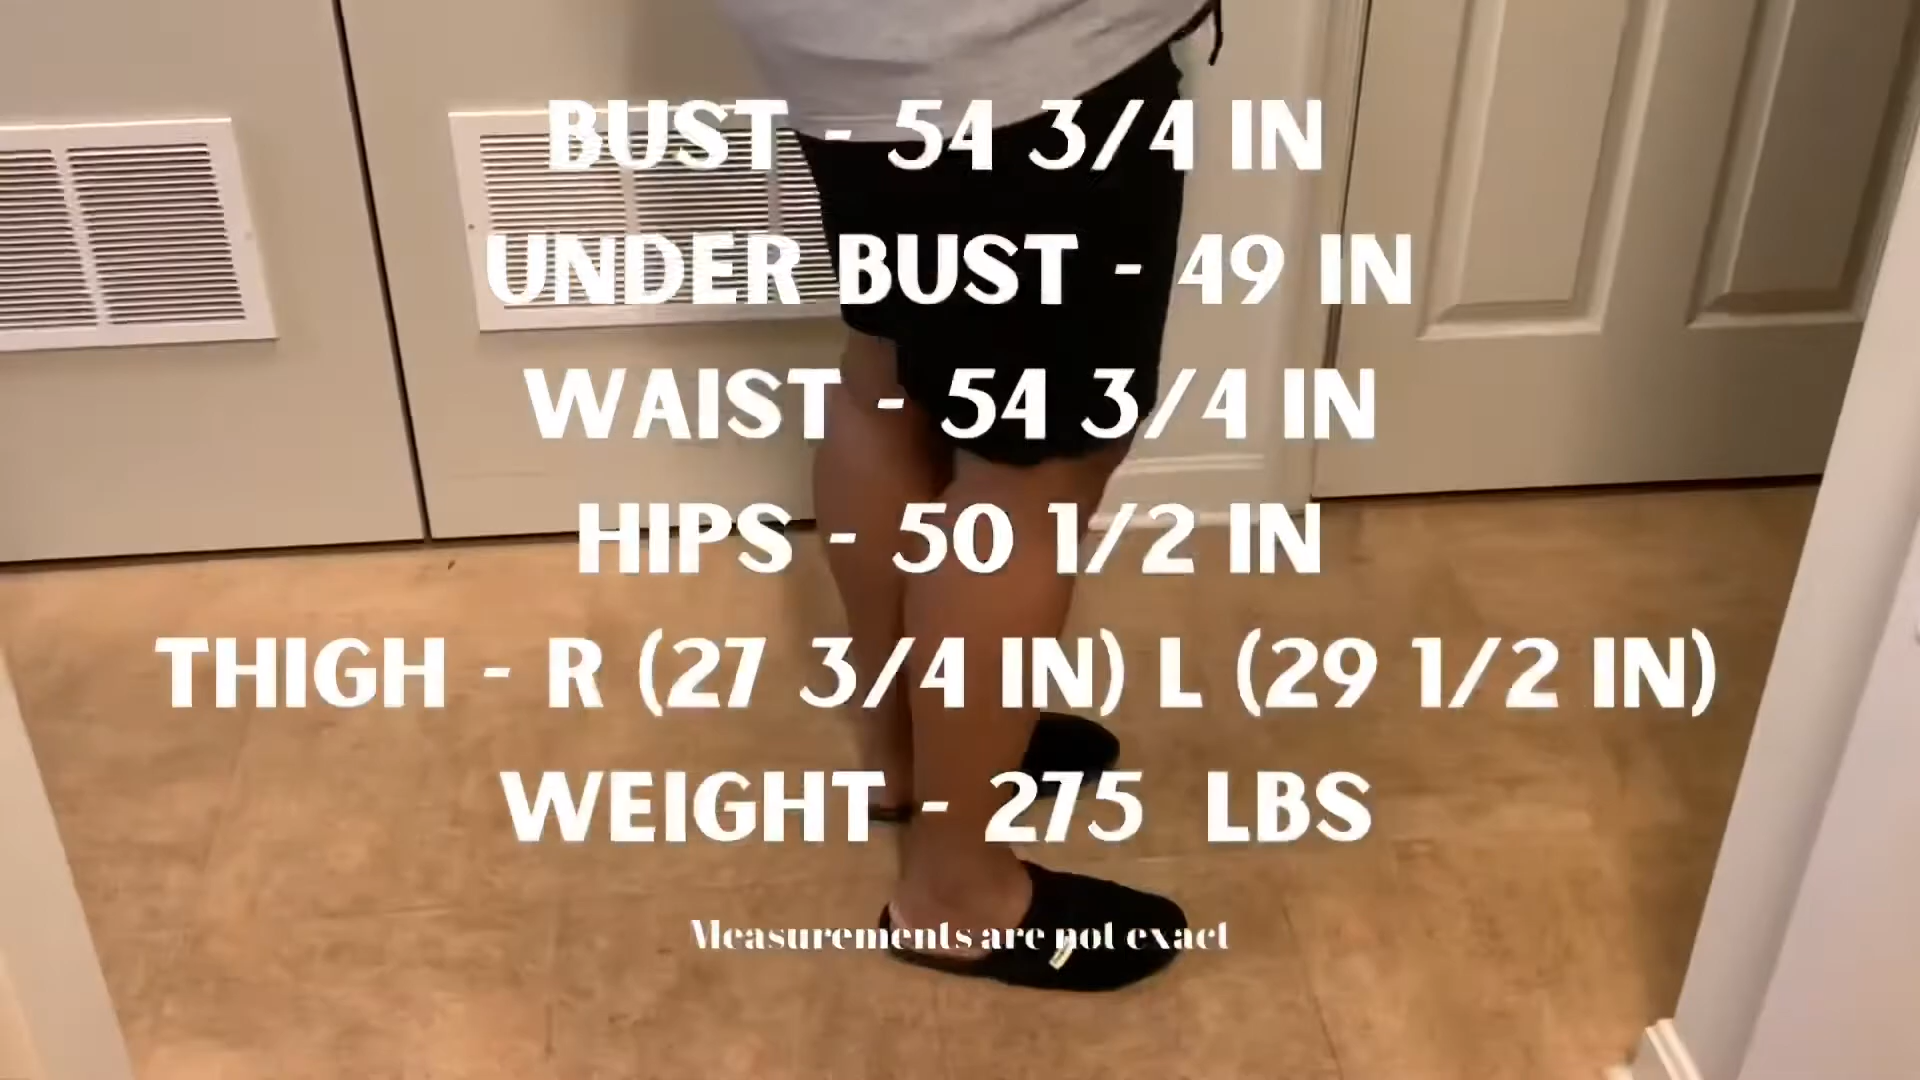 BUST - 54 3/4 IN
UNDER BUST - 49 IN
WAIST - 54 3/4 IN
HIPS - 50 1/2 IN
THIGH - R (27 3/4 IN) L (29 1/2 IN)
WEIGHT - 275 LBS
Measurements are not exact